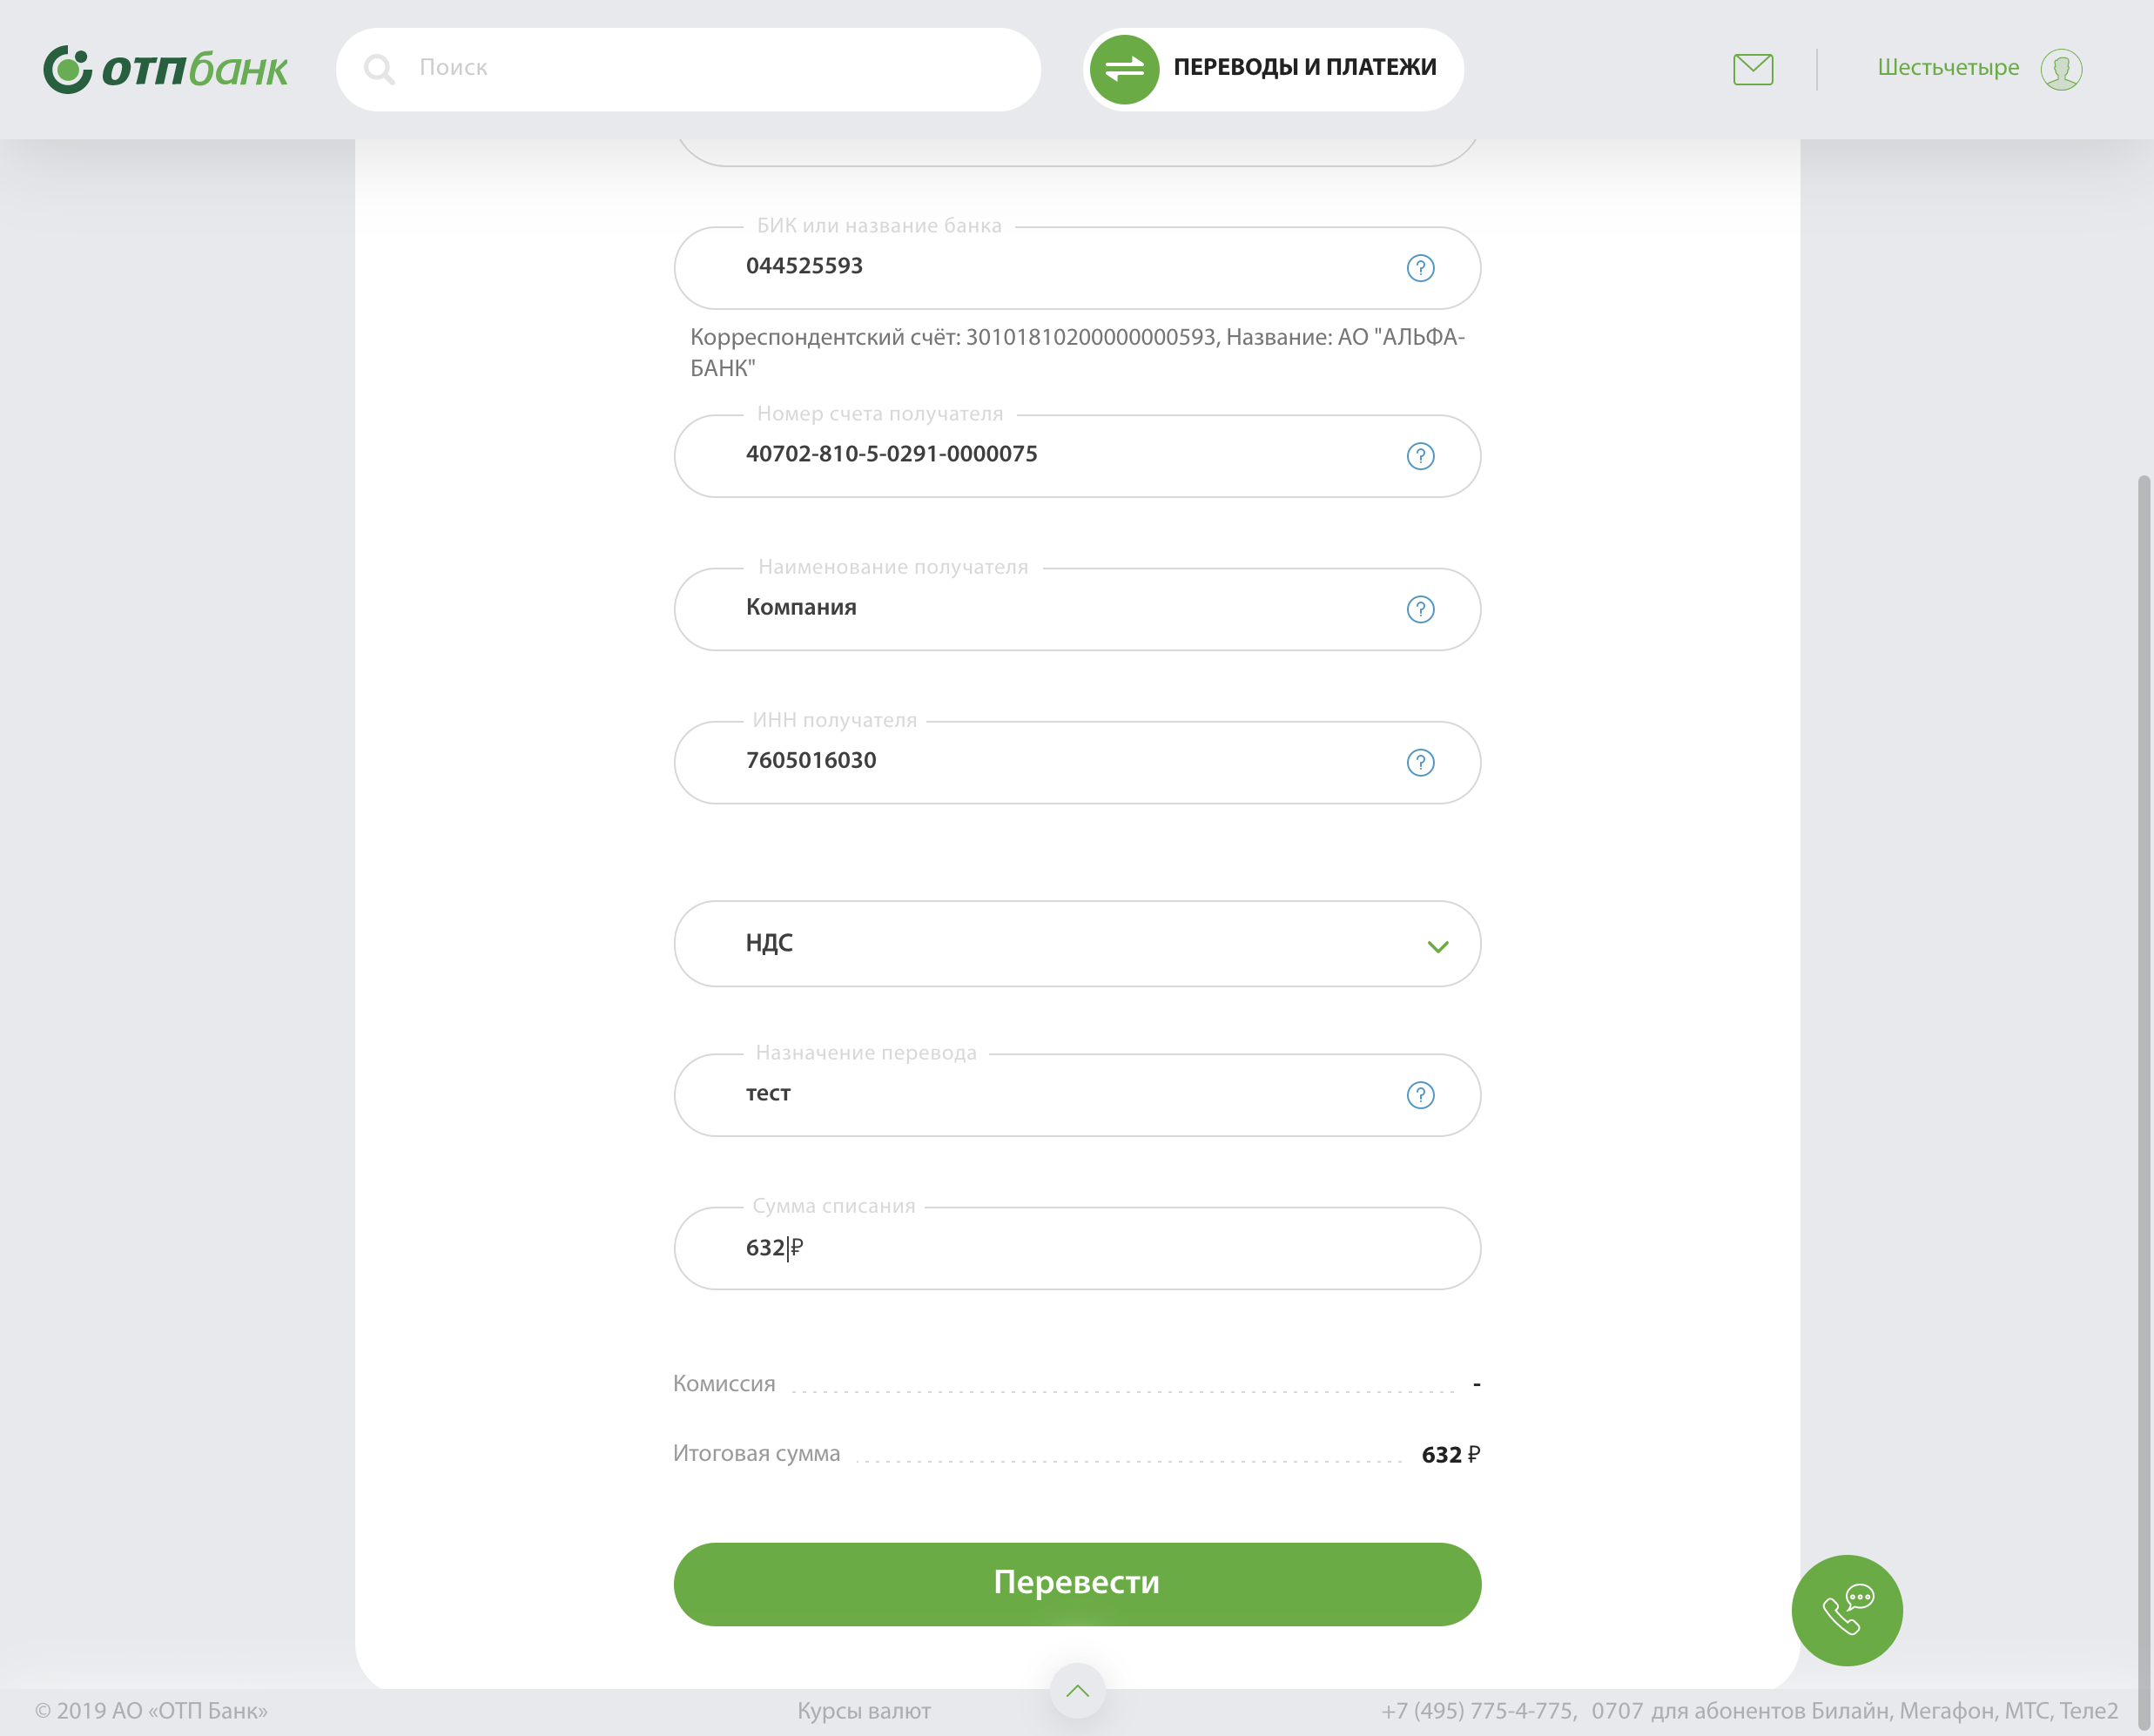 отпбанк
Поиск
ПЕРЕВОДЫ И ПЛАТЕЖИ
Шестьчетыре
БИК или название банка
044525593
Корреспондентский счёт: 30101810200000000593, Название: АО "АЛЬФА-
БАНК"
Номер счета получателя
40702-810-5-0291-0000075
Наименование получателя
Компания
ИНН получателя
7605016030
НДС
Назначение перевода
тест
Сумма списания
632 ₽
Комиссия -
Итоговая сумма 632 ₽
Перевести
© 2019 АО «ОТП Банк»
Курсы валют
+7 (495) 775-4-775, 0707 для абонентов Билайн, Мегафон, МТС, Теле2